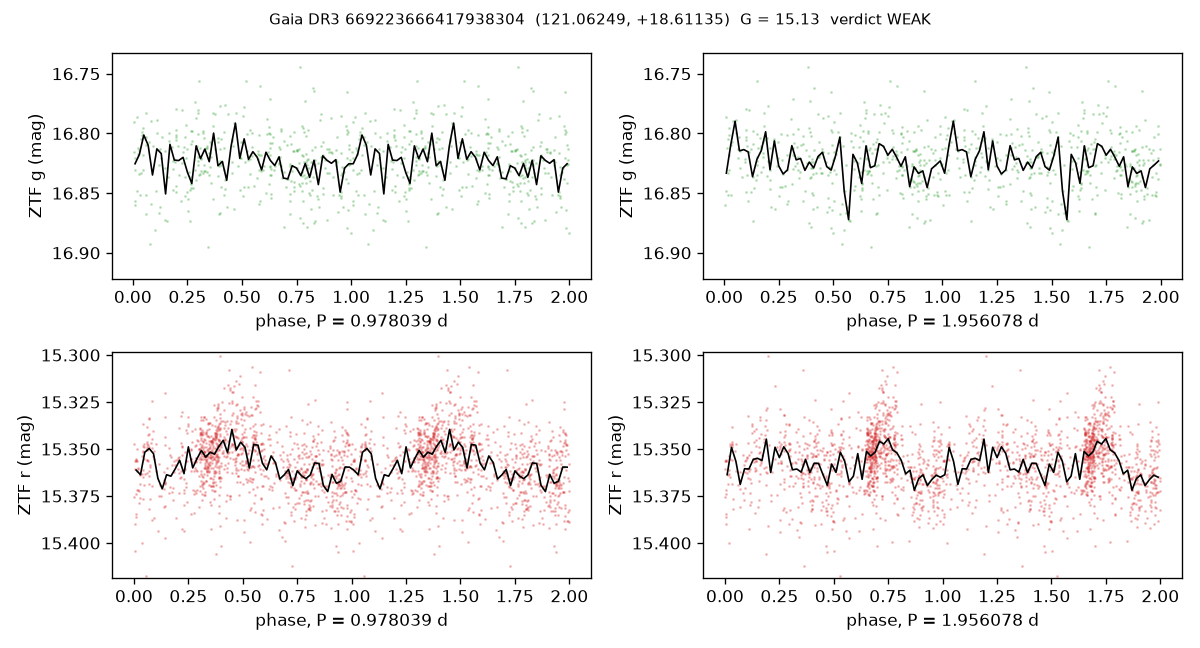 Gaia DR3 669223666417938304  (121.06249, +18.61135)  G = 15.13  verdict WEAK
ZTF g (mag)
16.75
16.80
16.85
16.90
0.00 0.25 0.50 0.75 1.00 1.25 1.50 1.75 2.00
phase, P = 0.978039 d
ZTF g (mag)
16.75
16.80
16.85
16.90
0.00 0.25 0.50 0.75 1.00 1.25 1.50 1.75 2.00
phase, P = 1.956078 d
ZTF r (mag)
15.300
15.325
15.350
15.375
15.400
0.00 0.25 0.50 0.75 1.00 1.25 1.50 1.75 2.00
phase, P = 0.978039 d
ZTF r (mag)
15.300
15.325
15.350
15.375
15.400
0.00 0.25 0.50 0.75 1.00 1.25 1.50 1.75 2.00
phase, P = 1.956078 d